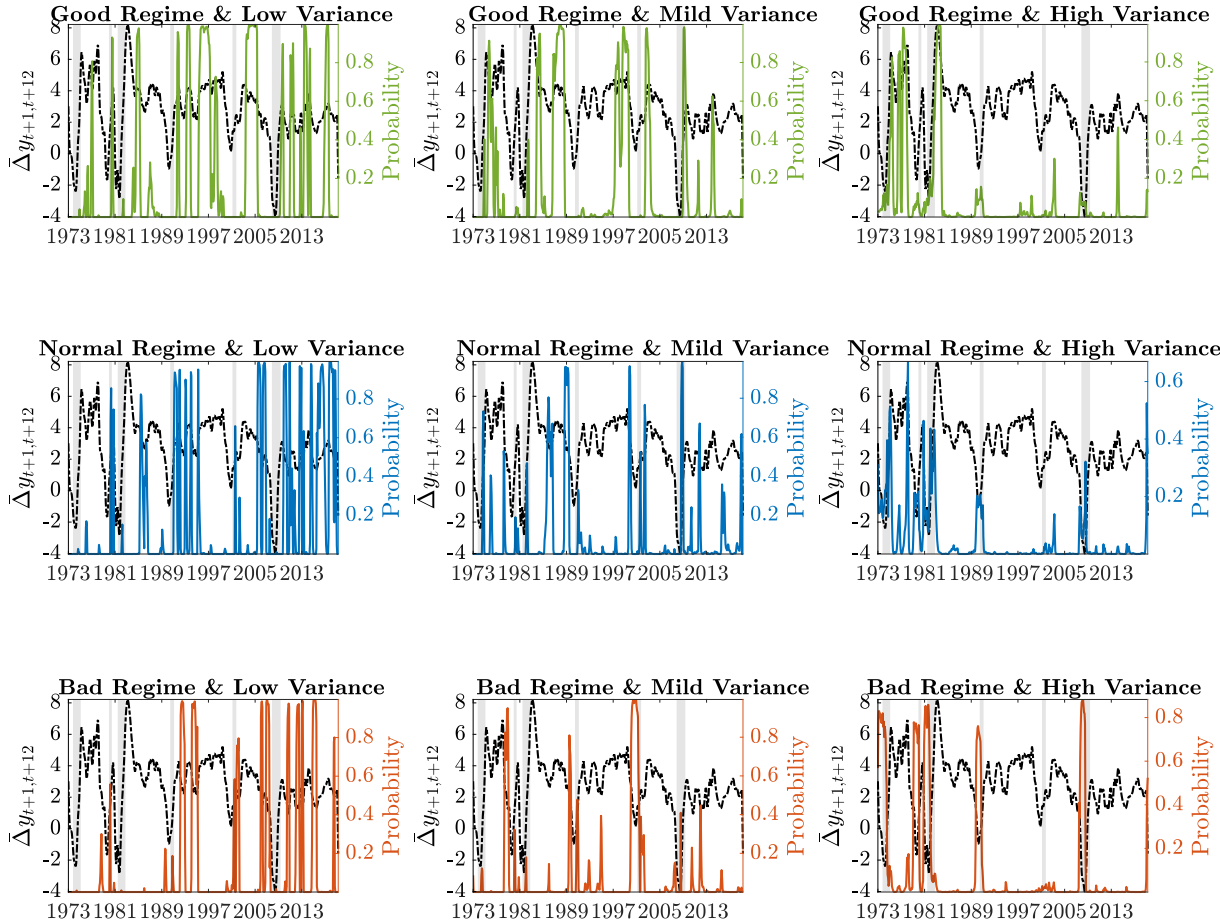 Good Regime & Low Variance
8
6
4
2
0
-2
-4
Δ̄y_{t+1,t+12}
0.8
0.6
0.4
0.2
Probability
1973 1981 1989 1997 2005 2013
Good Regime & Mild Variance
8
6
4
2
0
-2
-4
Δ̄y_{t+1,t+12}
0.8
0.6
0.4
0.2
Probability
1973 1981 1989 1997 2005 2013
Good Regime & High Variance
8
6
4
2
0
-2
-4
Δ̄y_{t+1,t+12}
0.8
0.6
0.4
0.2
Probability
1973 1981 1989 1997 2005 2013
Normal Regime & Low Variance
8
6
4
2
0
-2
-4
Δ̄y_{t+1,t+12}
0.8
0.6
0.4
0.2
Probability
1973 1981 1989 1997 2005 2013
Normal Regime & Mild Variance
8
6
4
2
0
-2
-4
Δ̄y_{t+1,t+12}
0.8
0.6
0.4
0.2
Probability
1973 1981 1989 1997 2005 2013
Normal Regime & High Variance
8
6
4
2
0
-2
-4
Δ̄y_{t+1,t+12}
0.6
0.4
0.2
Probability
1973 1981 1989 1997 2005 2013
Bad Regime & Low Variance
8
6
4
2
0
-2
-4
Δ̄y_{t+1,t+12}
0.8
0.6
0.4
0.2
Probability
1973 1981 1989 1997 2005 2013
Bad Regime & Mild Variance
8
6
4
2
0
-2
-4
Δ̄y_{t+1,t+12}
0.8
0.6
0.4
0.2
Probability
1973 1981 1989 1997 2005 2013
Bad Regime & High Variance
8
6
4
2
0
-2
-4
Δ̄y_{t+1,t+12}
0.8
0.6
0.4
0.2
Probability
1973 1981 1989 1997 2005 2013